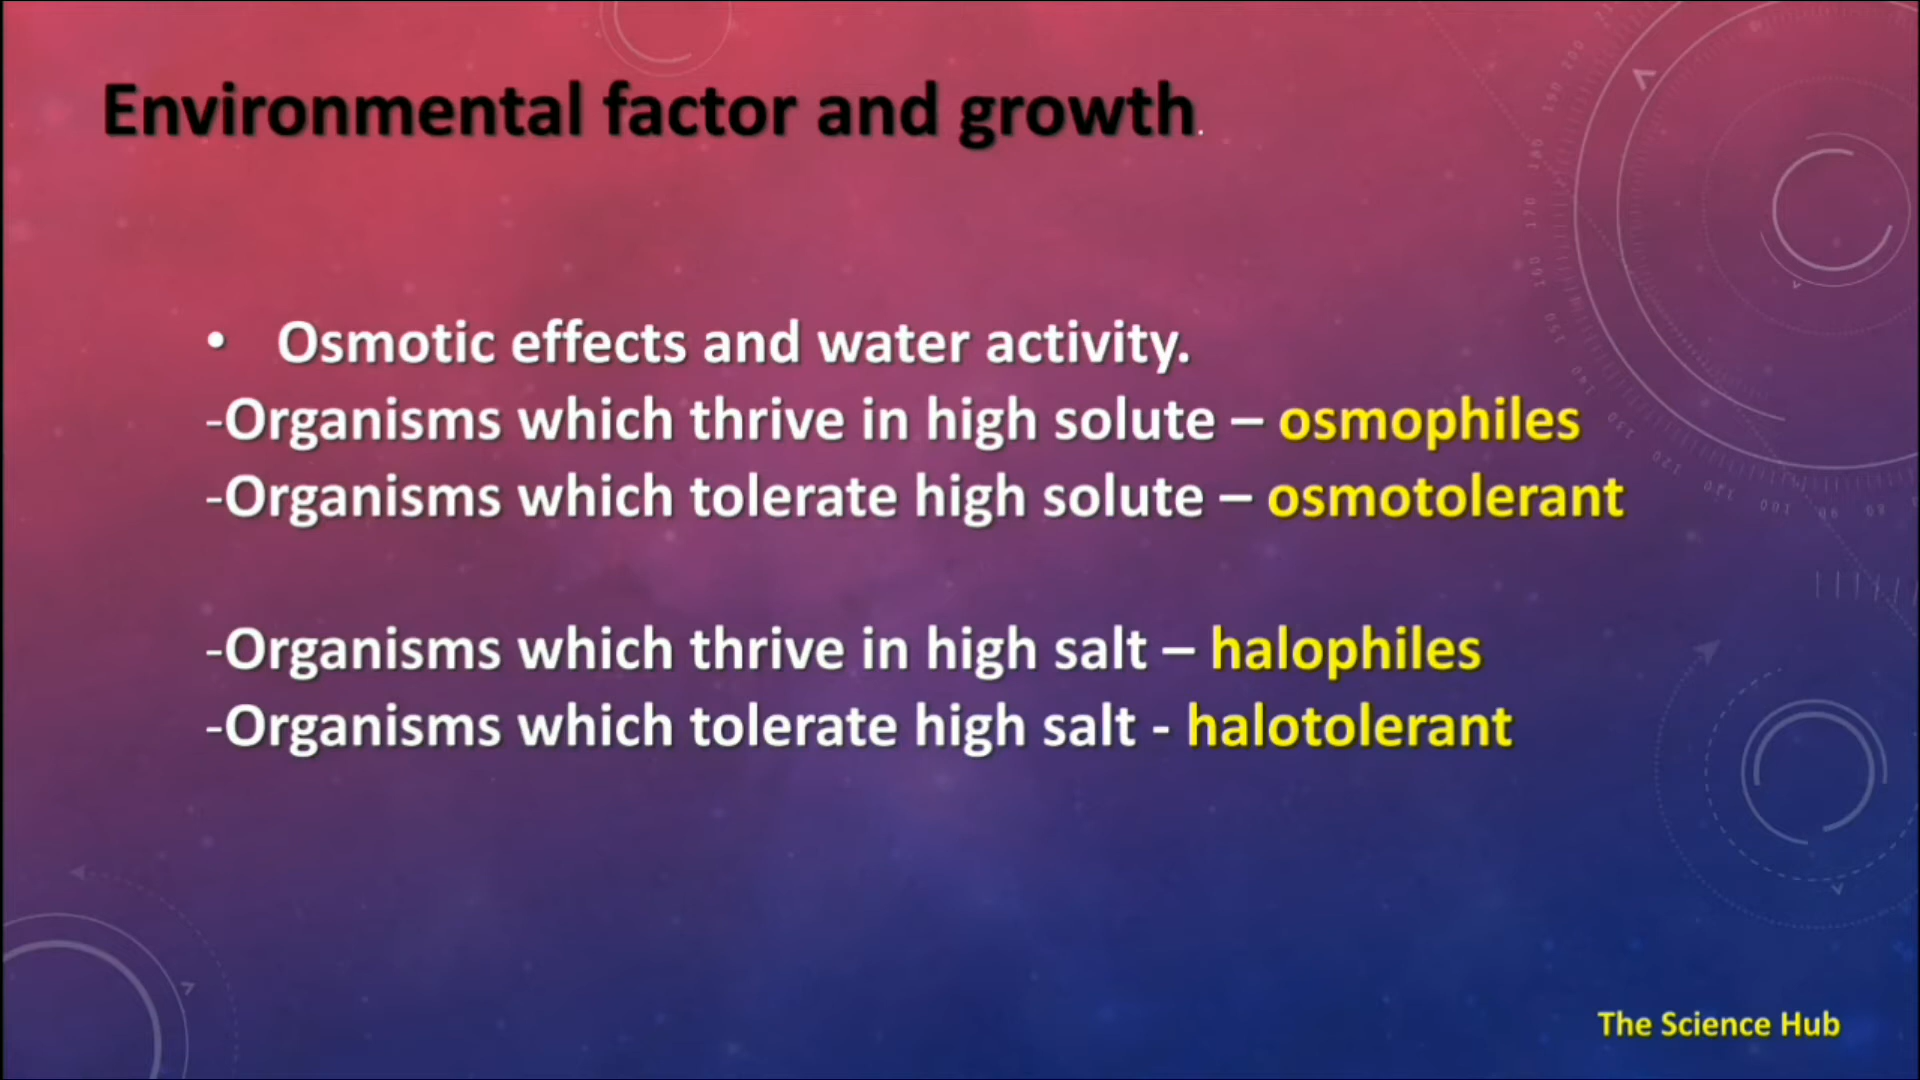 Environmental factor and growth.
• Osmotic effects and water activity.
-Organisms which thrive in high solute – osmophiles
-Organisms which tolerate high solute – osmotolerant
-Organisms which thrive in high salt – halophiles
-Organisms which tolerate high salt - halotolerant
The Science Hub